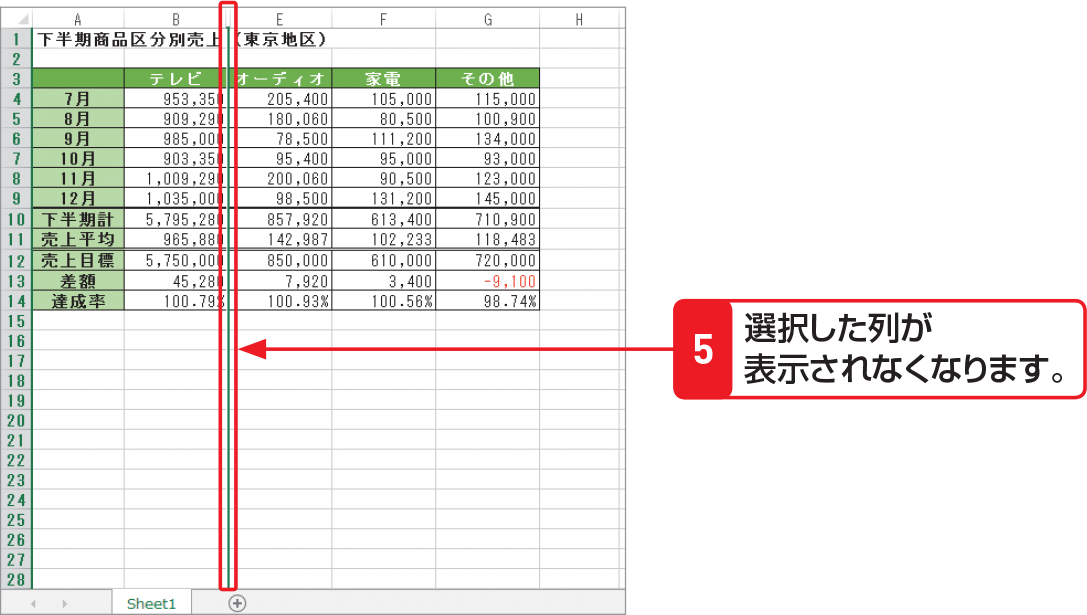 A B E F G H
1 下半期商品区分別売上（東京地区）
2
3 テレビ オーディオ 家電 その他
4 7月 953,350 205,400 105,000 115,000
5 8月 909,290 180,060 80,500 100,900
6 9月 985,000 78,500 111,200 134,000
7 10月 903,350 95,400 95,000 93,000
8 11月 1,009,290 200,060 90,500 123,000
9 12月 1,035,000 98,500 131,200 145,000
10 下半期計 5,795,280 857,920 613,400 710,900
11 売上平均 965,880 142,987 102,233 118,483
12 売上目標 5,750,000 850,000 610,000 720,000
13 差額 45,280 7,920 3,400 -9,100
14 達成率 100.79% 100.93% 100.56% 98.74%
15
16
17
18
19
20
21
22
23
24
25
26
27
28
Sheet1
5 選択した列が
表示されなくなります。